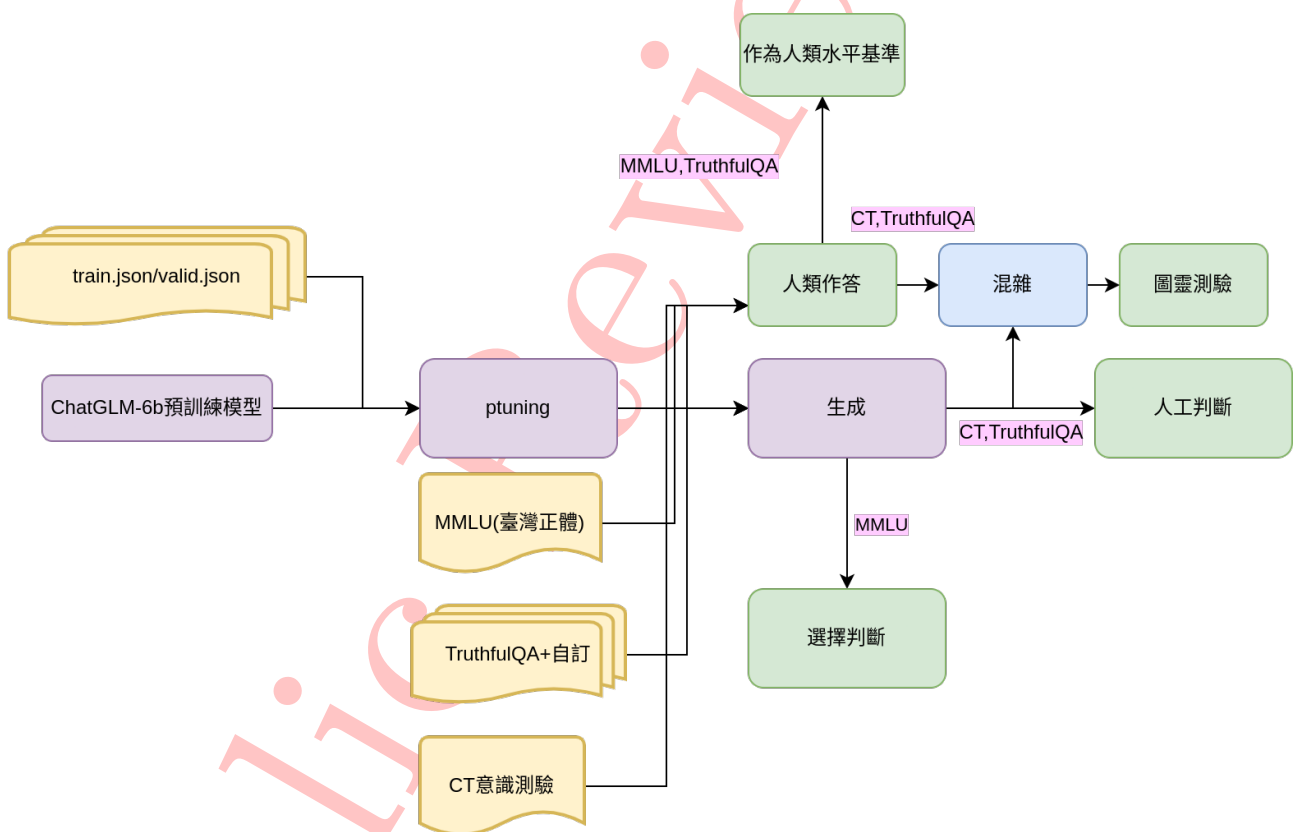 作為人類水平基準
MMLU,TruthfulQA
CT,TruthfulQA
train.json/valid.json
人類作答
混雜
圖靈測驗
ChatGLM-6b預訓練模型
ptuning
生成
人工判斷
CT,TruthfulQA
MMLU(臺灣正體)
MMLU
TruthfulQA+自訂
選擇判斷
CT意識測驗